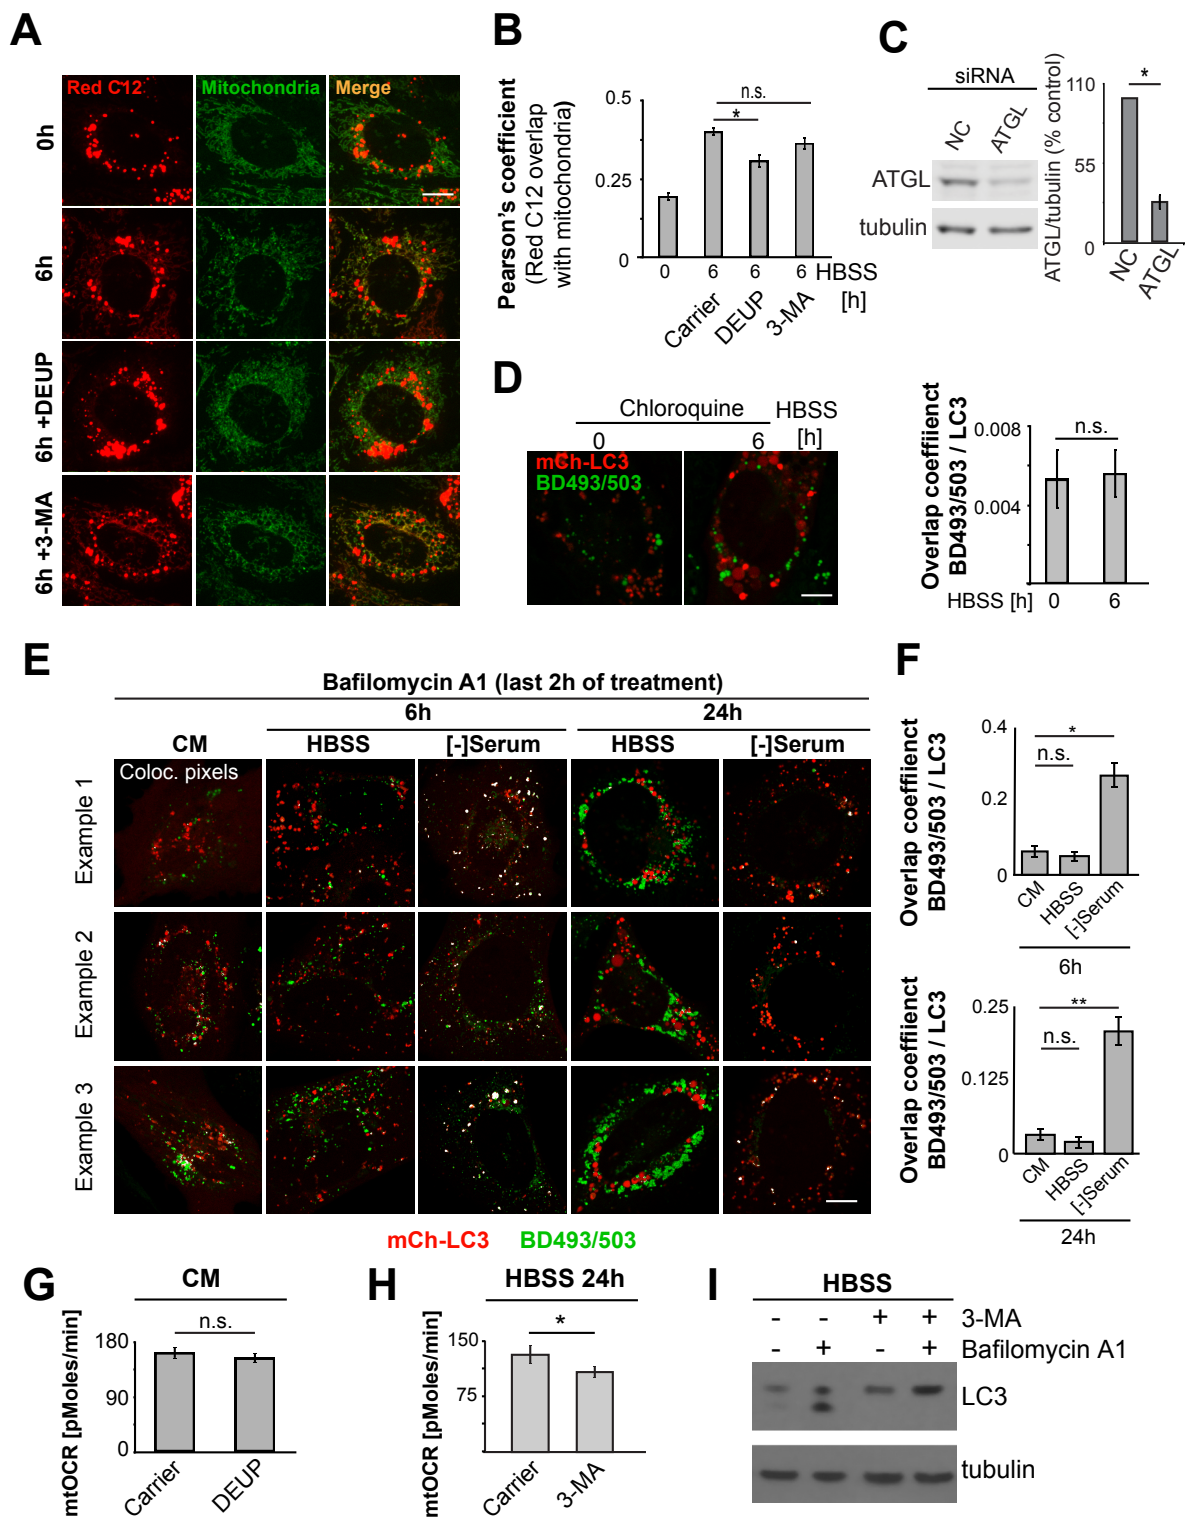 A
Red C12 Mitochondria Merge
0h
6h
6h +DEUP
6h +3-MA
B
Pearson's coefficient
(Red C12 overlap
with mitochondria)
0.5
0.25
0
n.s.
*
0 6 6 6 HBSS
[h]
Carrier DEUP 3-MA
C
siRNA
NC ATGL
ATGL
tubulin
ATGL/tubulin (% control)
110
55
0
*
NC ATGL
D
Chloroquine HBSS
0 6 [h]
mCh-LC3
BD493/503
Overlap coeffiienct
BD493/503 / LC3
0.008
0.004
n.s.
HBSS [h] 0 6
E
Bafilomycin A1 (last 2h of treatment)
6h 24h
CM HBSS [-]Serum HBSS [-]Serum
Coloc. pixels
Example 1
Example 2
Example 3
mCh-LC3 BD493/503
F
Overlap coeffiienct
BD493/503 / LC3
0.4
0.2
0
*
n.s.
CM HBSS [-]Serum
6h
Overlap coeffiienct
BD493/503 / LC3
0.25
0.125
0
**
n.s.
CM HBSS [-]Serum
24h
G
CM
mtOCR [pMoles/min]
180
90
0
n.s.
Carrier DEUP
H
HBSS 24h
mtOCR [pMoles/min]
150
75
*
Carrier 3-MA
I
HBSS
- - + + 3-MA
- + - + Bafilomycin A1
LC3
tubulin